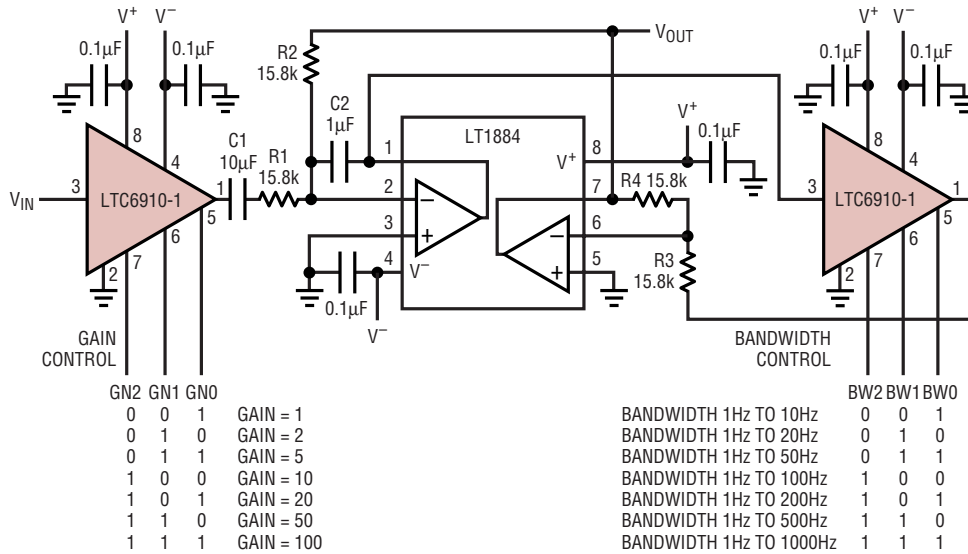 V+ V− V+ V−
0.1µF 0.1µF
R2
15.8k
VOUT
0.1µF 0.1µF
C2
1µF
C1
10µF
R1
15.8k
LT1884
V+
V+
0.1µF
8
4
1
8
7
R4 15.8k
8
4
VIN
3
LTC6910-1
1
5
6
7
2
2
−
3
+
4
V−
−
6
+
5
R3
15.8k
3
LTC6910-1
1
5
6
7
2
0.1µF
V−
GAIN
CONTROL
BANDWIDTH
CONTROL
GN2 GN1 GN0 BW2 BW1 BW0
0 0 1 GAIN = 1 BANDWIDTH 1Hz TO 10Hz 0 0 1
0 1 0 GAIN = 2 BANDWIDTH 1Hz TO 20Hz 0 1 0
0 1 1 GAIN = 5 BANDWIDTH 1Hz TO 50Hz 0 1 1
1 0 0 GAIN = 10 BANDWIDTH 1Hz TO 100Hz 1 0 0
1 0 1 GAIN = 20 BANDWIDTH 1Hz TO 200Hz 1 0 1
1 1 0 GAIN = 50 BANDWIDTH 1Hz TO 500Hz 1 1 0
1 1 1 GAIN = 100 BANDWIDTH 1Hz TO 1000Hz 1 1 1